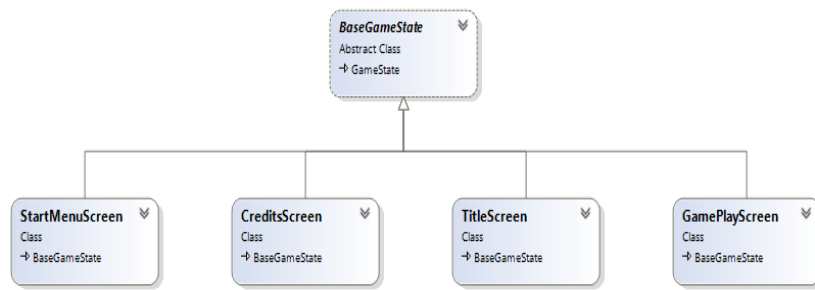 BaseGameState
Abstract Class
→ GameState
StartMenuScreen
Class
→ BaseGameState
CreditsScreen
Class
→ BaseGameState
TitleScreen
Class
→ BaseGameState
GamePlayScreen
Class
→ BaseGameState